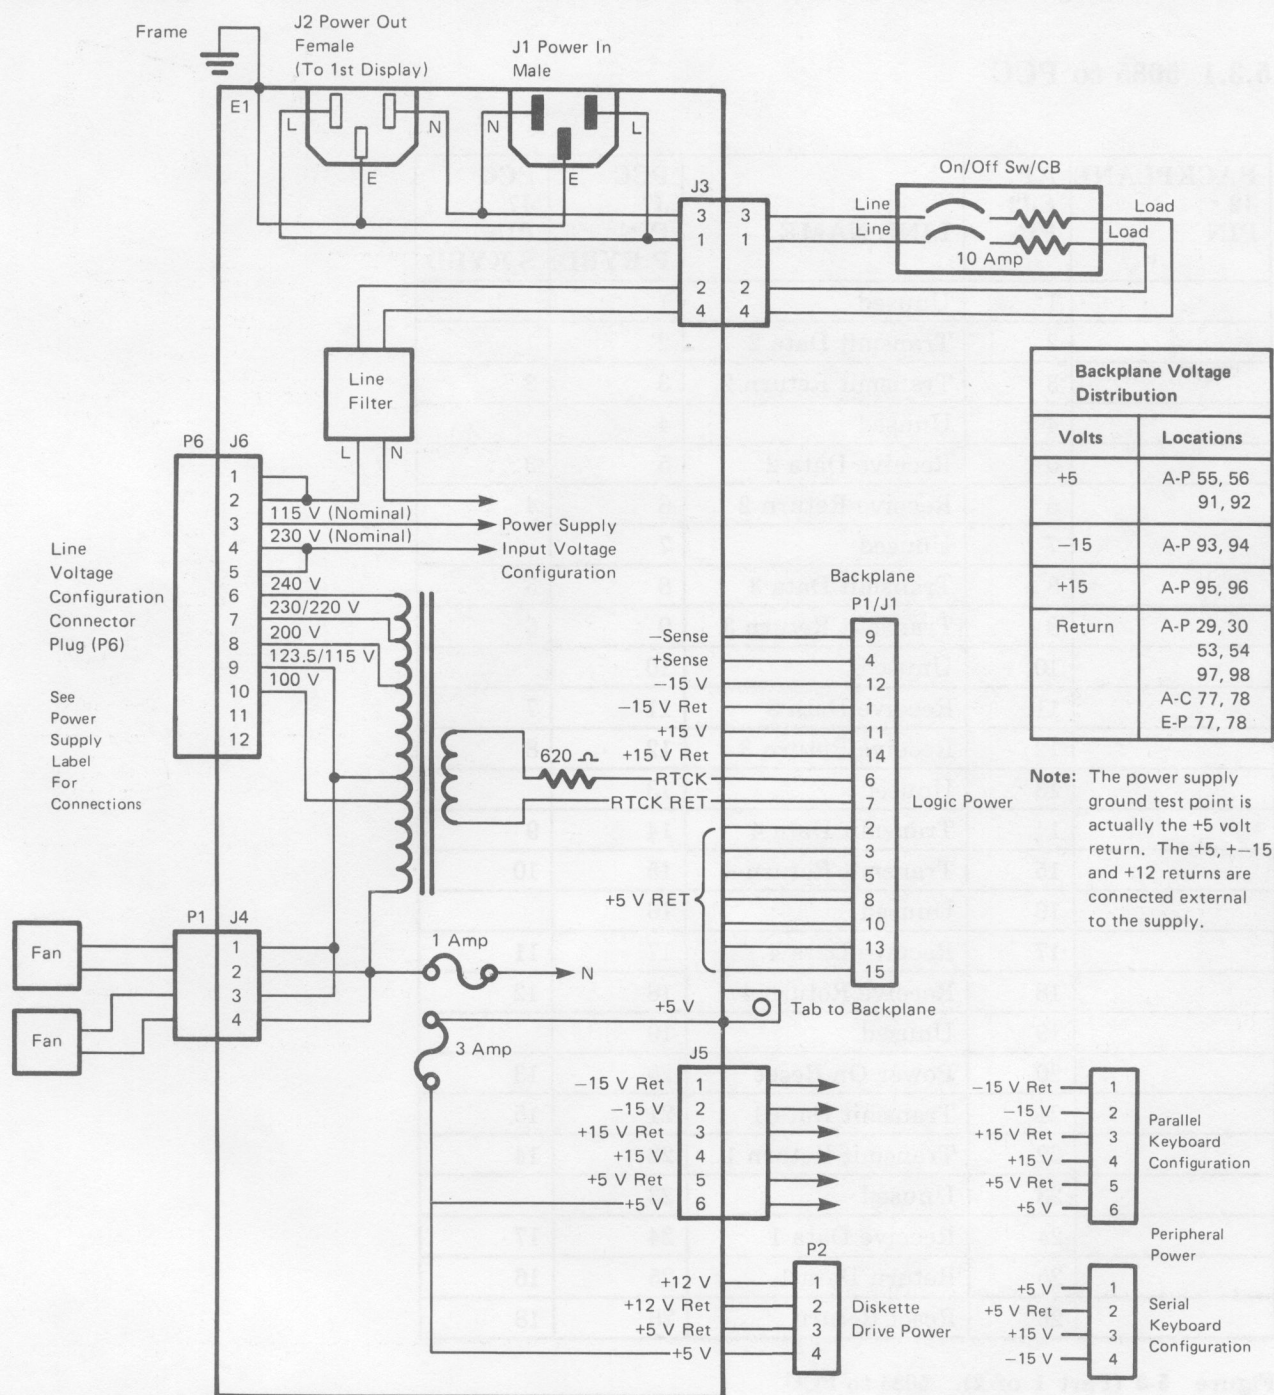 Frame
J2 Power Out
Female
(To 1st Display)
J1 Power In
Male
E1
L
N
N
L
E
E
J3
On/Off Sw/CB
3 3
Line
Load
1 1
Line
Load
10 Amp
2 2
4 4
Line
Filter
L
N
Backplane Voltage
Distribution
Volts Locations
+5 A-P 55, 56
91, 92
−15 A-P 93, 94
+15 A-P 95, 96
Return A-P 29, 30
53, 54
97, 98
A-C 77, 78
E-P 77, 78
Note: The power supply
ground test point is
actually the +5 volt
return. The +5, +−15
and +12 returns are
connected external
to the supply.
P6 J6
1
2
115 V (Nominal)
3
230 V (Nominal)
4
5
240 V
6
230/220 V
7
200 V
8
123.5/115 V
9
100 V
10
11
12
Power Supply
Input Voltage
Configuration
Line
Voltage
Configuration
Connector
Plug (P6)
See
Power
Supply
Label
For
Connections
620 Ω
Backplane
P1/J1
−Sense 9
+Sense 4
−15 V 12
−15 V Ret 1
+15 V 11
+15 V Ret 14
RTCK 6
RTCK RET 7
Logic Power
+5 V RET
2
3
5
8
10
13
15
P1 J4
Fan
Fan
1
2
3
4
1 Amp
N
3 Amp
+5 V
Tab to Backplane
J5
−15 V Ret 1
−15 V 2
+15 V Ret 3
+15 V 4
+5 V Ret 5
+5 V 6
−15 V Ret 1
−15 V 2
+15 V Ret 3
+15 V 4
+5 V Ret 5
+5 V 6
Parallel
Keyboard
Configuration
Peripheral
Power
P2
+12 V 1
+12 V Ret 2
+5 V Ret 3
+5 V 4
Diskette
Drive Power
+5 V 1
+5 V Ret 2
+15 V 3
−15 V 4
Serial
Keyboard
Configuration